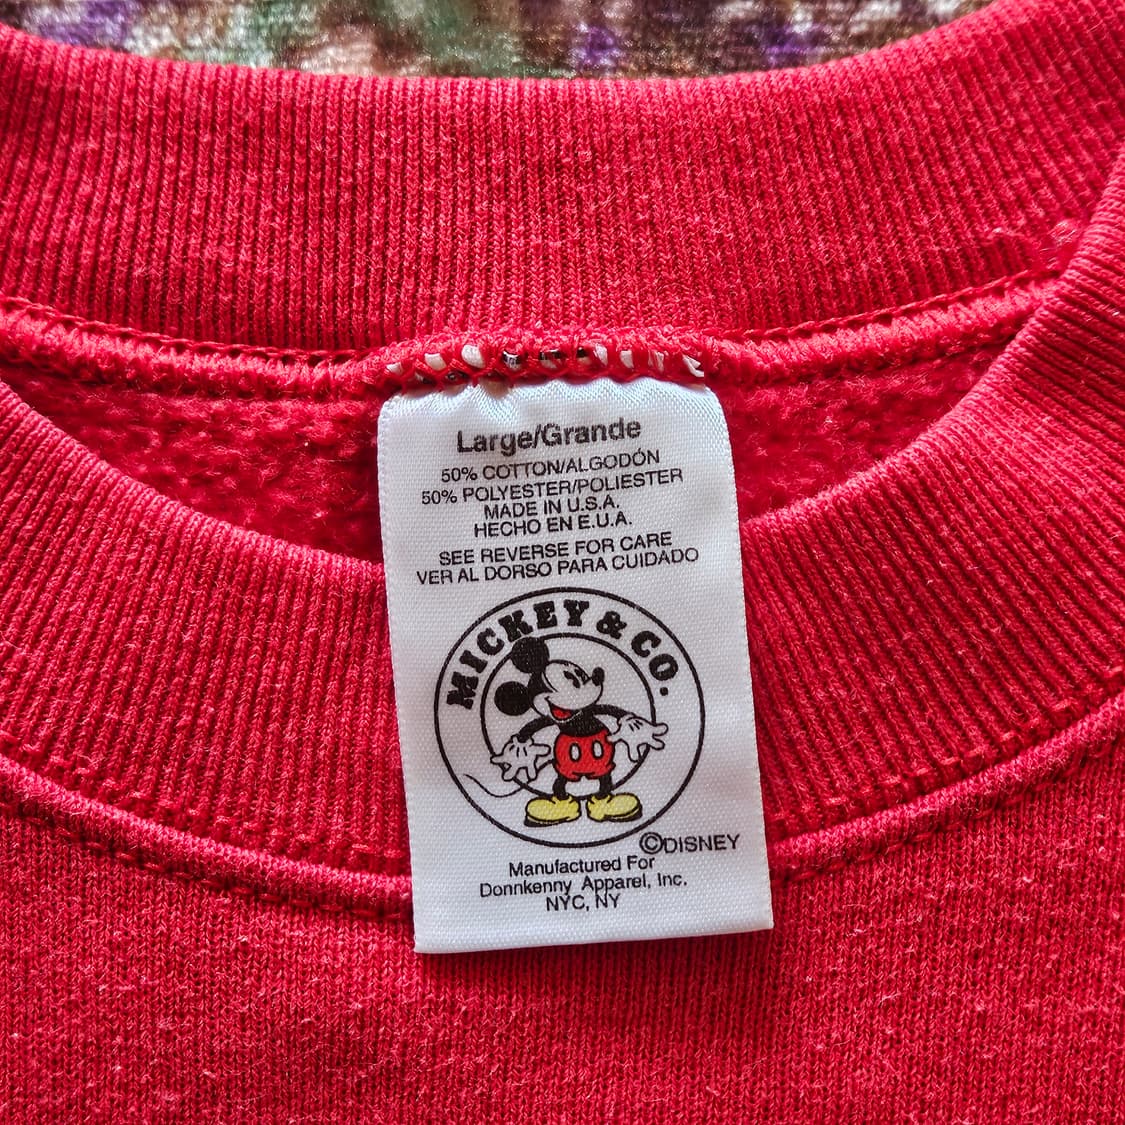 Large/Grande
50% COTTON/ALGODÓN
50% POLYESTER/POLIESTER
MADE IN U.S.A.
HECHO EN E.U.A.
SEE REVERSE FOR CARE
VER AL DORSO PARA CUIDADO
MICKEY & CO.
©DISNEY
Manufactured For
Donnkenny Apparel, Inc.
NYC, NY